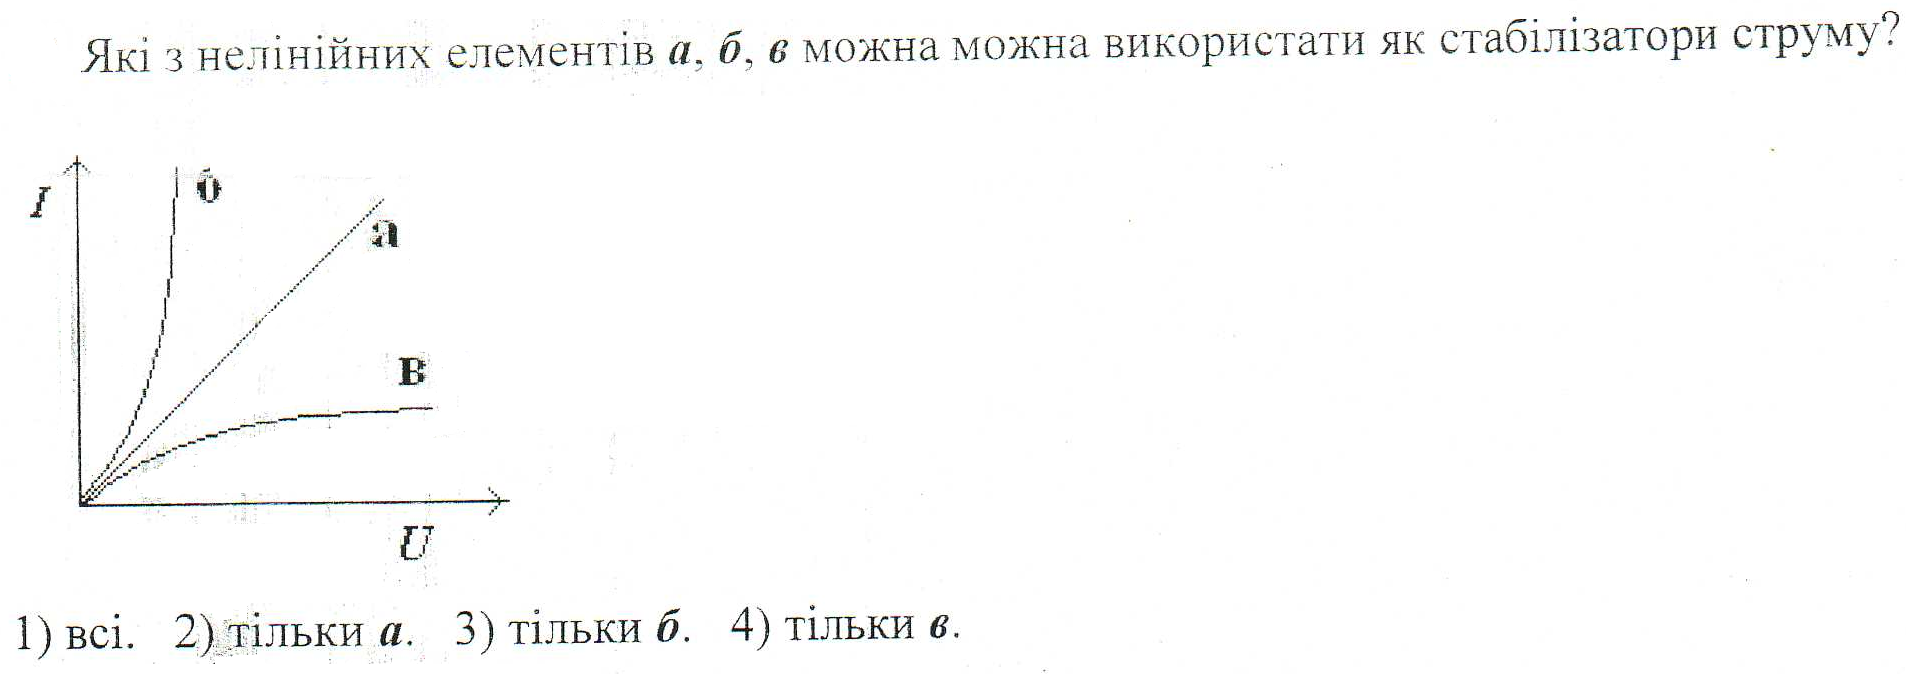 Які з нелінійних елементів а, б, в можна можна використати як стабілізатори струму?
I
б
а
в
U
1) всі. 2) тільки а. 3) тільки б. 4) тільки в.